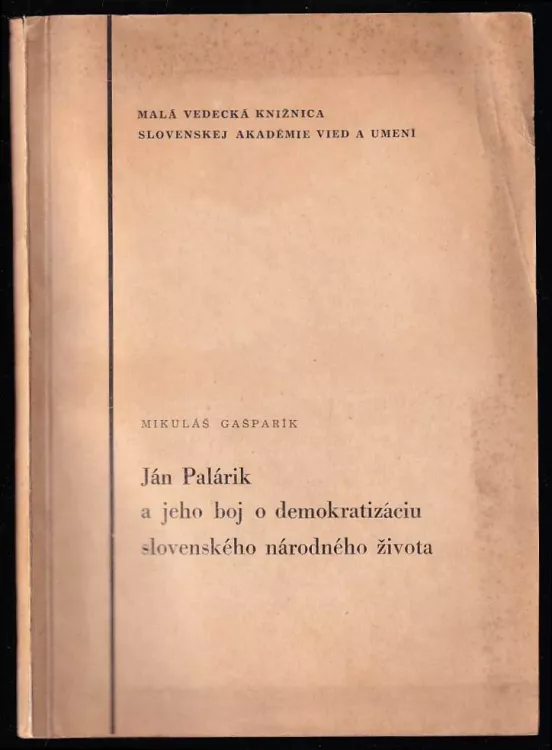 MALÁ VEDECKÁ KNIŽNICA
SLOVENSKEJ AKADÉMIE VIED A UMENÍ
MIKULÁŠ GAŠPARÍK
Ján Palárik
a jeho boj o demokratizáciu
slovenského národného života